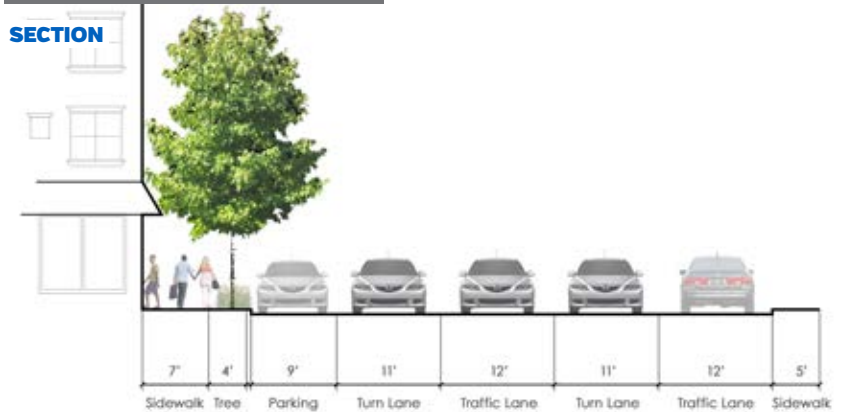 SECTION
7' 4' 9' 11' 12' 11' 12' 5'
Sidewalk Tree Parking Turn Lane Traffic Lane Turn Lane Traffic Lane Sidewalk